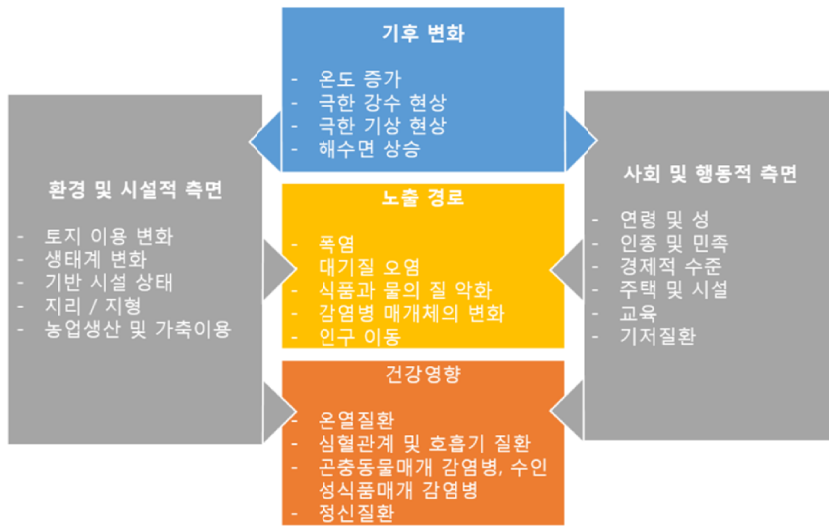 기후 변화
- 온도 증가
- 극한 강수 현상
- 극한 기상 현상
- 해수면 상승
환경 및 시설적 측면
- 토지 이용 변화
- 생태계 변화
- 기반 시설 상태
- 지리 / 지형
- 농업생산 및 가축이용
노출 경로
- 폭염
- 대기질 오염
- 식품과 물의 질 악화
- 감염병 매개체의 변화
- 인구 이동
사회 및 행동적 측면
- 연령 및 성
- 인종 및 민족
- 경제적 수준
- 주택 및 시설
- 교육
- 기저질환
건강영향
- 온열질환
- 심혈관계 및 호흡기 질환
- 곤충동물매개 감염병, 수인
성식품매개 감염병
- 정신질환